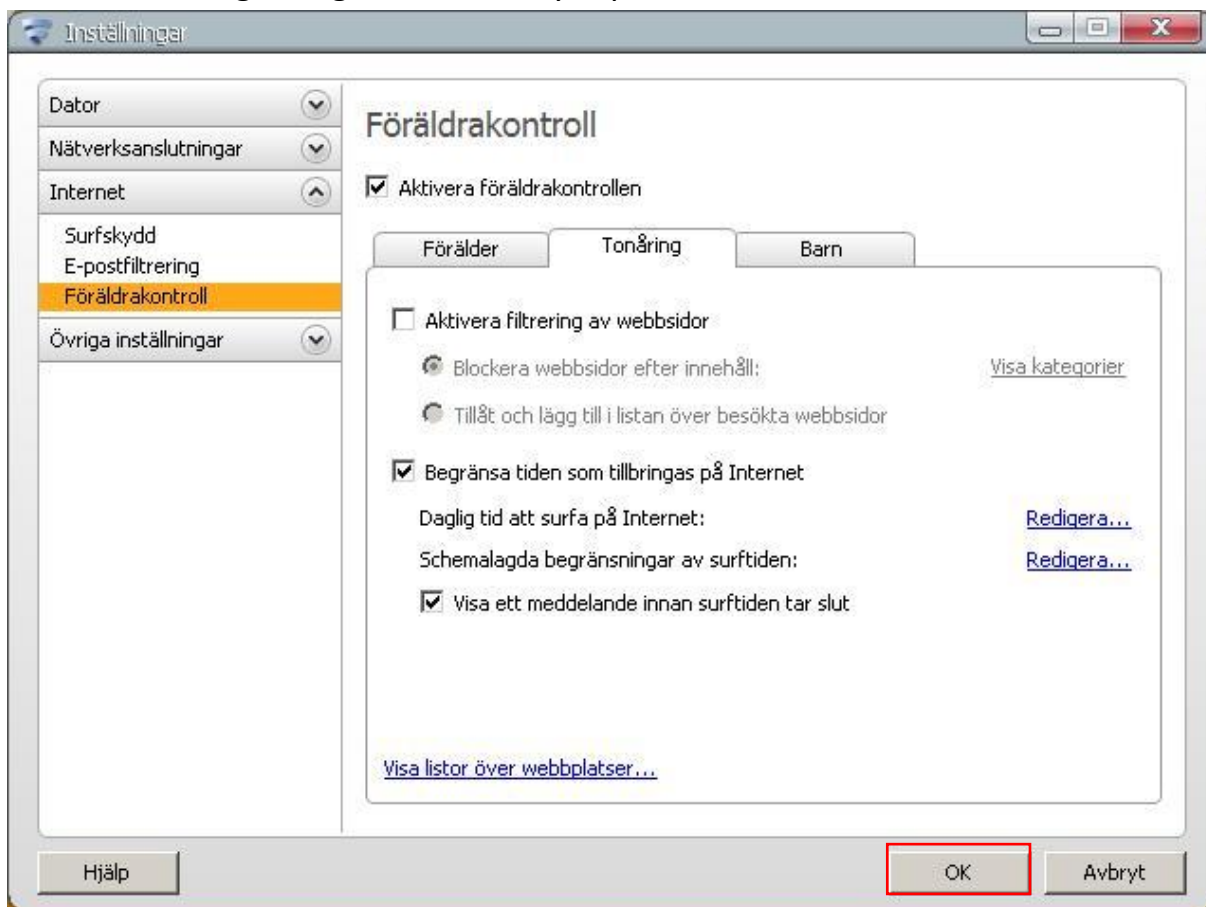 Inställningar
Dator
Nätverksanslutningar
Internet
Surfskydd
E-postfiltrering
Föräldrakontroll
Övriga inställningar
Föräldrakontroll
Aktivera föräldrakontrollen
Förälder
Tonåring
Barn
Aktivera filtrering av webbsidor
Blockera webbsidor efter innehåll: Visa kategorier
Tillåt och lägg till i listan över besökta webbsidor
Begränsa tiden som tillbringas på Internet
Daglig tid att surfa på Internet: Redigera...
Schemalagda begränsningar av surftiden: Redigera...
Visa ett meddelande innan surftiden tar slut
Visa listor över webbplatser...
Hjälp
OK
Avbryt